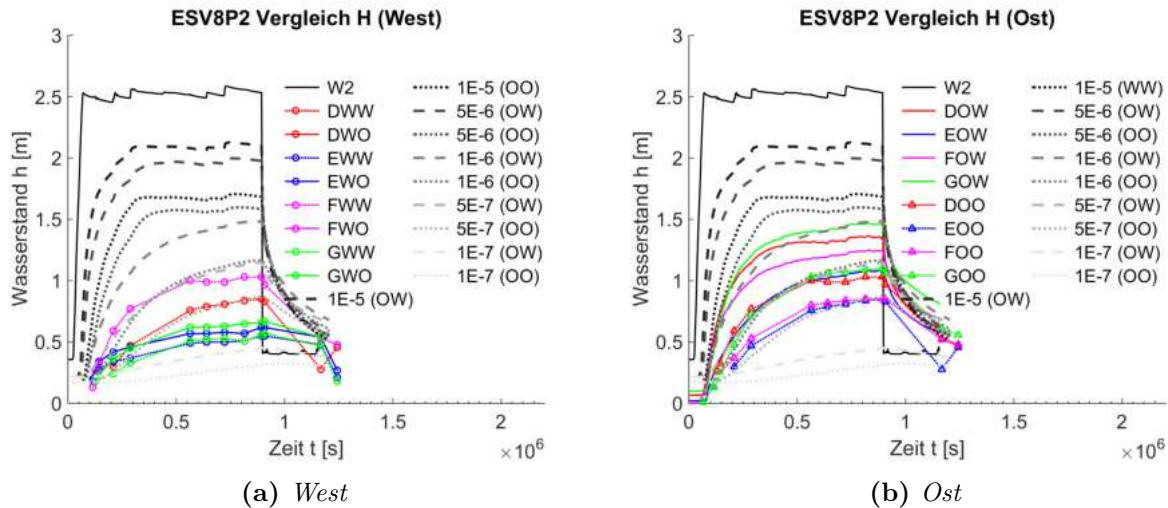 ESV8P2 Vergleich H (West)
3
2.5
2
1.5
1
0.5
0
Wasserstand h [m]
0 0.5 1 1.5 2
Zeit t [s]
×10⁶
W2
DWW
DWO
EWW
EWO
FWW
FWO
GWW
GWO
1E-5 (OW)
1E-5 (OO)
5E-6 (OW)
5E-6 (OO)
1E-6 (OW)
1E-6 (OO)
5E-7 (OW)
5E-7 (OO)
1E-7 (OW)
1E-7 (OO)
(a) West
ESV8P2 Vergleich H (Ost)
3
2.5
2
1.5
1
0.5
0
Wasserstand h [m]
0 0.5 1 1.5 2
Zeit t [s]
×10⁶
W2
DOW
EOW
FOW
GOW
DOO
EOO
FOO
GOO
1E-5 (OW)
1E-5 (WW)
5E-6 (OW)
5E-6 (OO)
1E-6 (OW)
1E-6 (OO)
5E-7 (OW)
5E-7 (OO)
1E-7 (OW)
1E-7 (OO)
(b) Ost